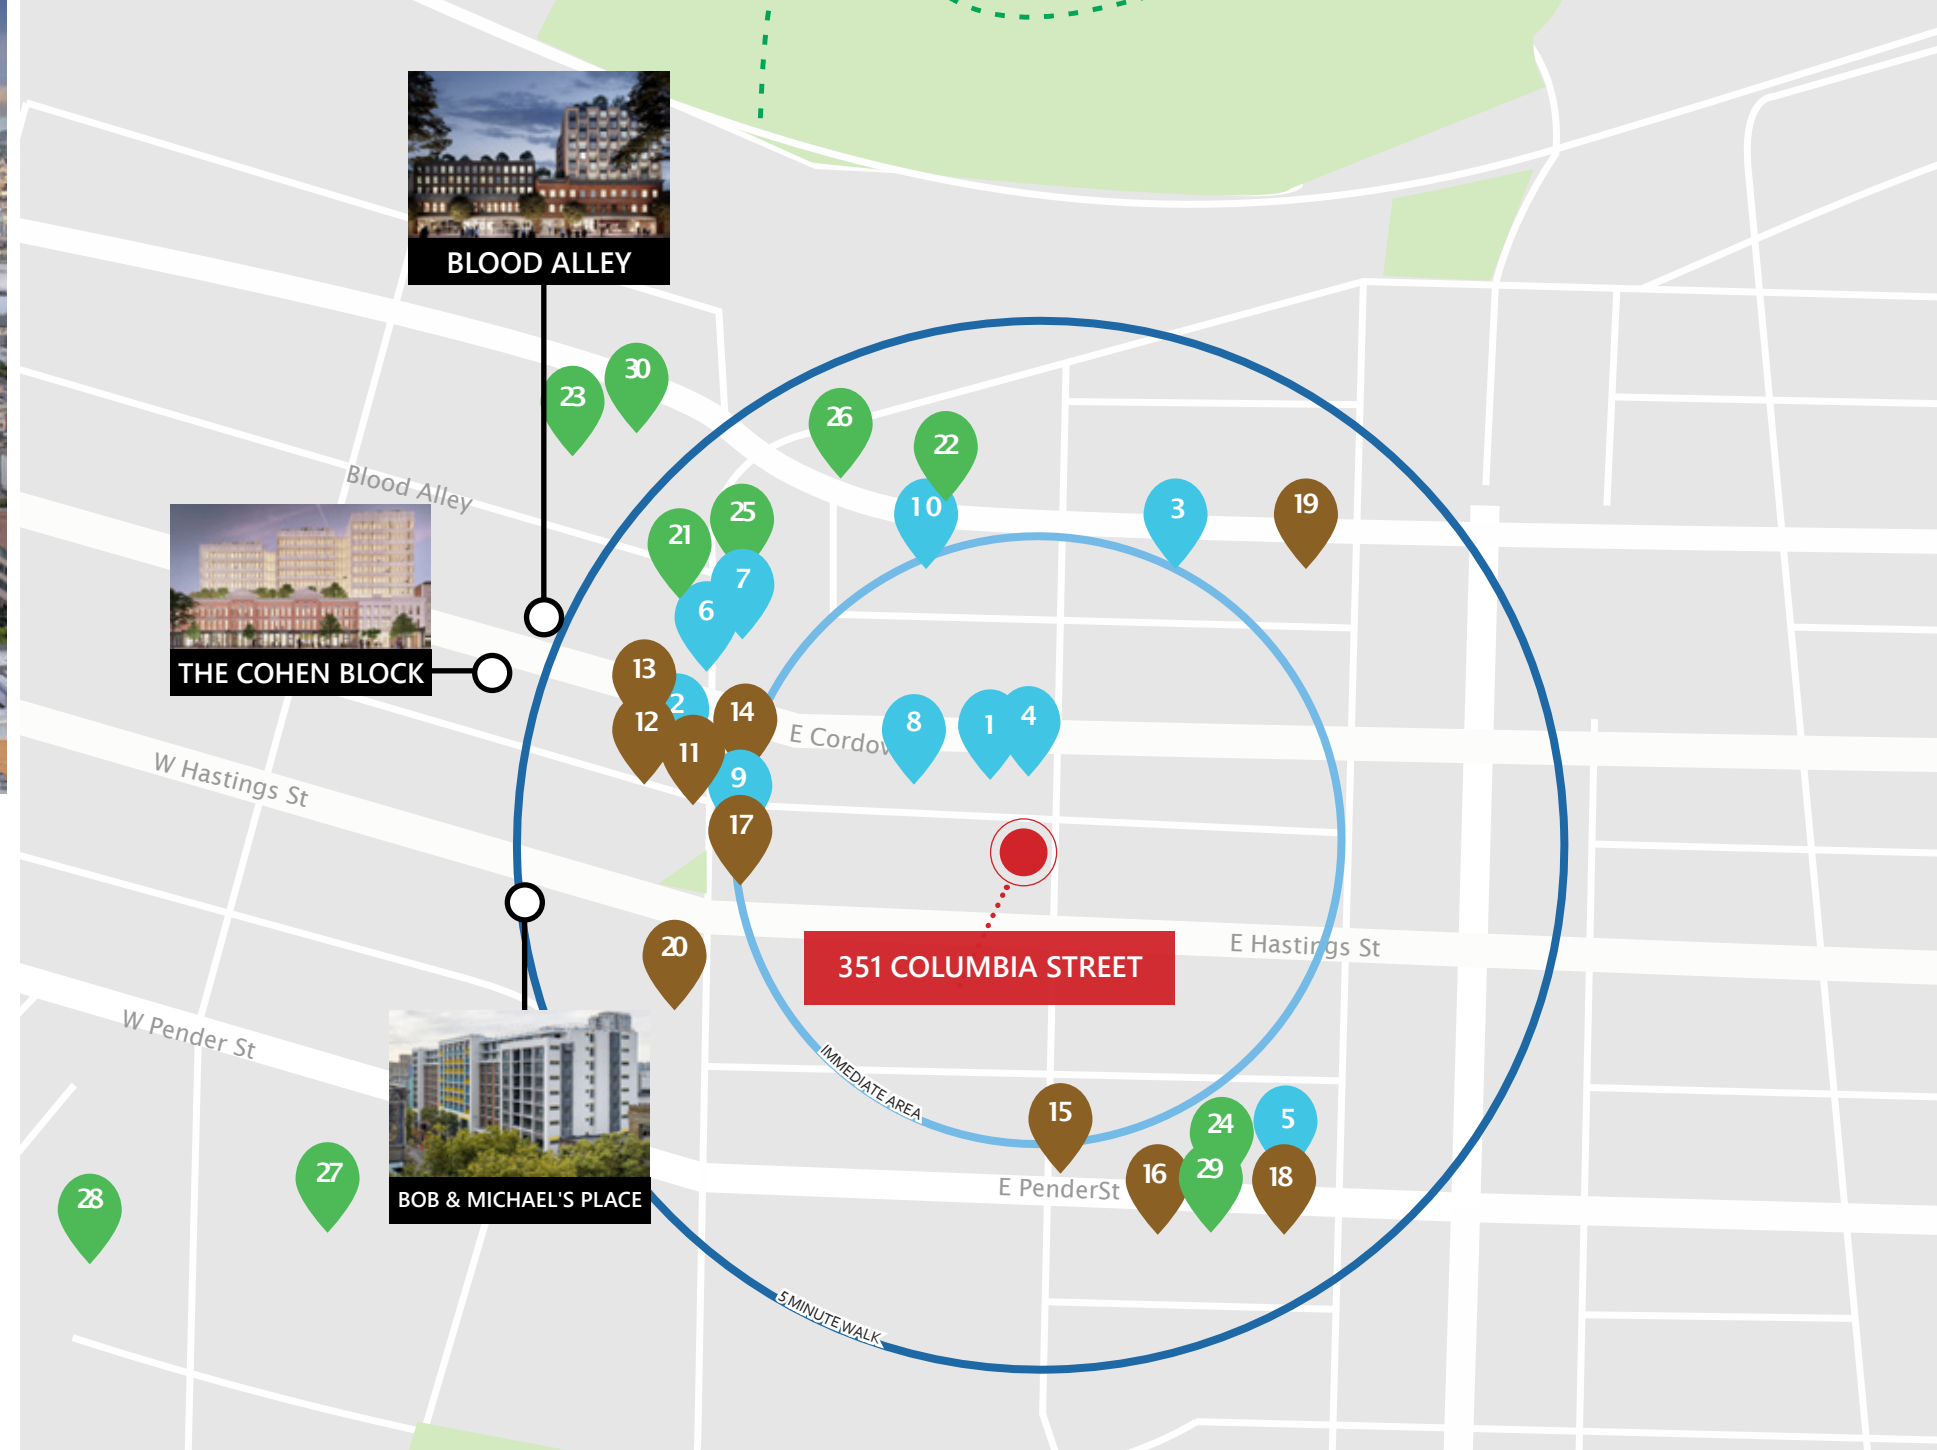 BLOOD ALLEY
30
23
26
22
Blood Alley
10
3
19
25
21
7
6
THE COHEN BLOCK
13
2
12
14
11
E Cordov
8
1
4
9
W Hastings St
17
20
351 COLUMBIA STREET
E Hastings St
W Pender St
IMMEDIATE AREA
15
24
5
16
29
18
E PenderSt
27
28
BOB & MICHAEL'S PLACE
5 MINUTE WALK